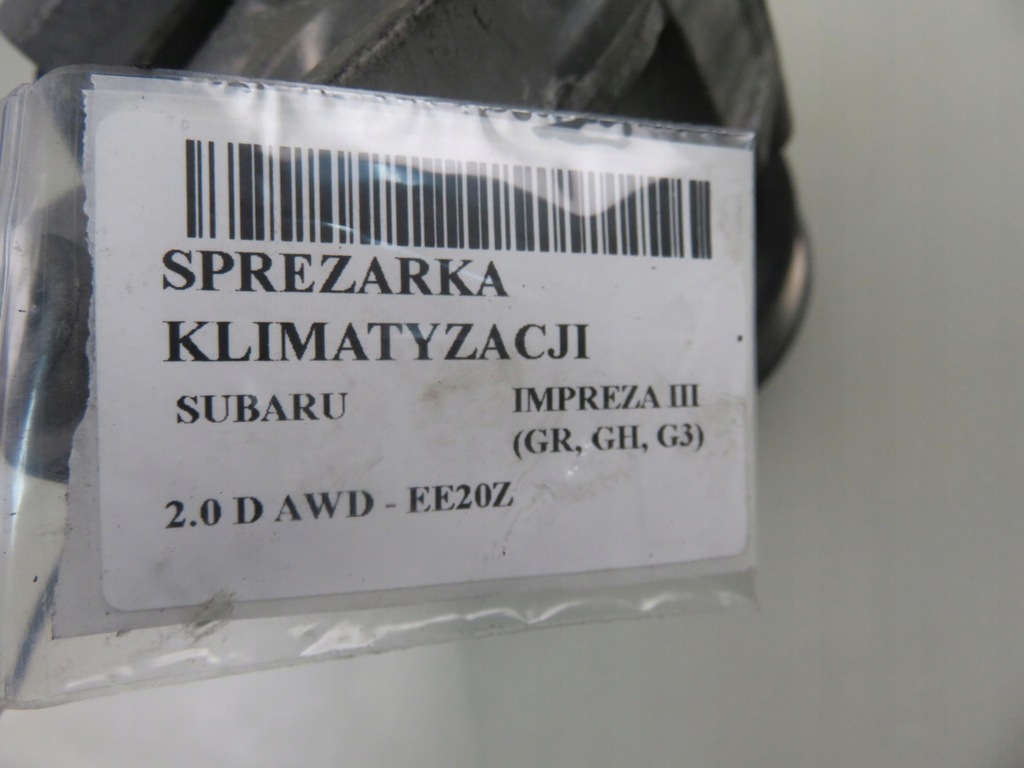 SPREZARKA
KLIMATYZACJI
SUBARU
IMPREZA III
(GR, GH, G3)
2.0 D AWD - EE20Z